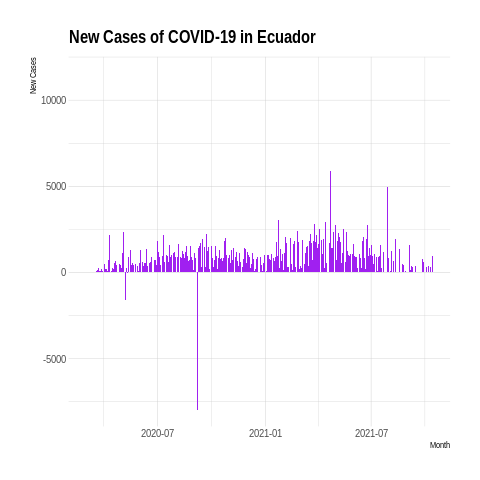 New Cases of COVID-19 in Ecuador
New Cases
10000
5000
0
-5000
2020-07
2021-01
2021-07
Month